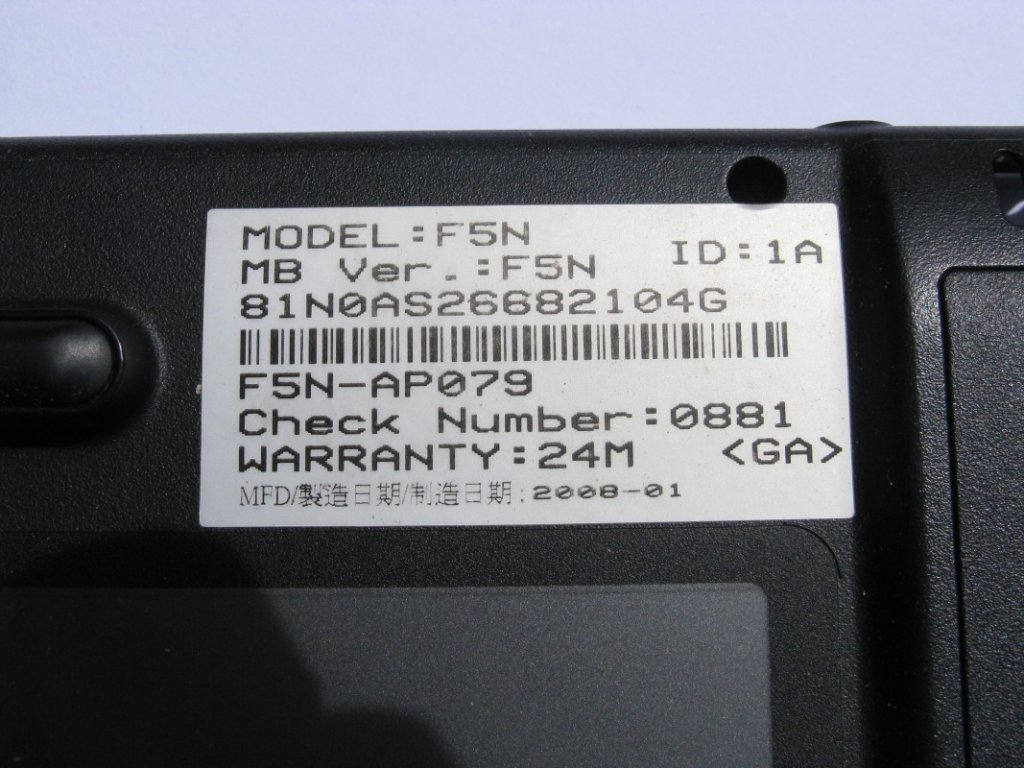 MODEL:F5N
ID:1A
MB Ver.:F5N
81N0AS26682104G
F5N-AP079
Check Number:0881
WARRANTY:24M <GA>
MFD/製造日期/制造日期:2008-01